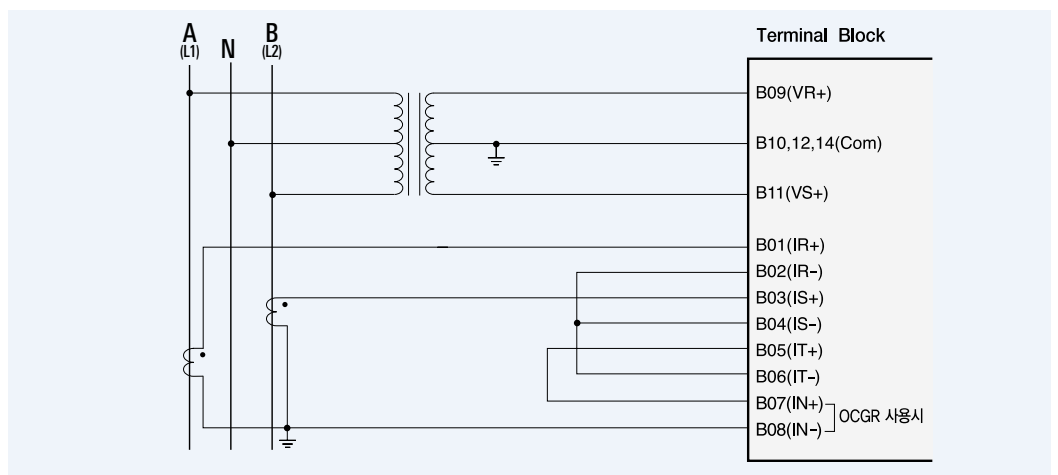 A N B
(L1) (L2)
Terminal Block
B09(VR+)
B10,12,14(Com)
B11(VS+)
B01(IR+)
B02(IR-)
B03(IS+)
B04(IS-)
B05(IT+)
B06(IT-)
B07(IN+)
OCGR 사용시
B08(IN-)